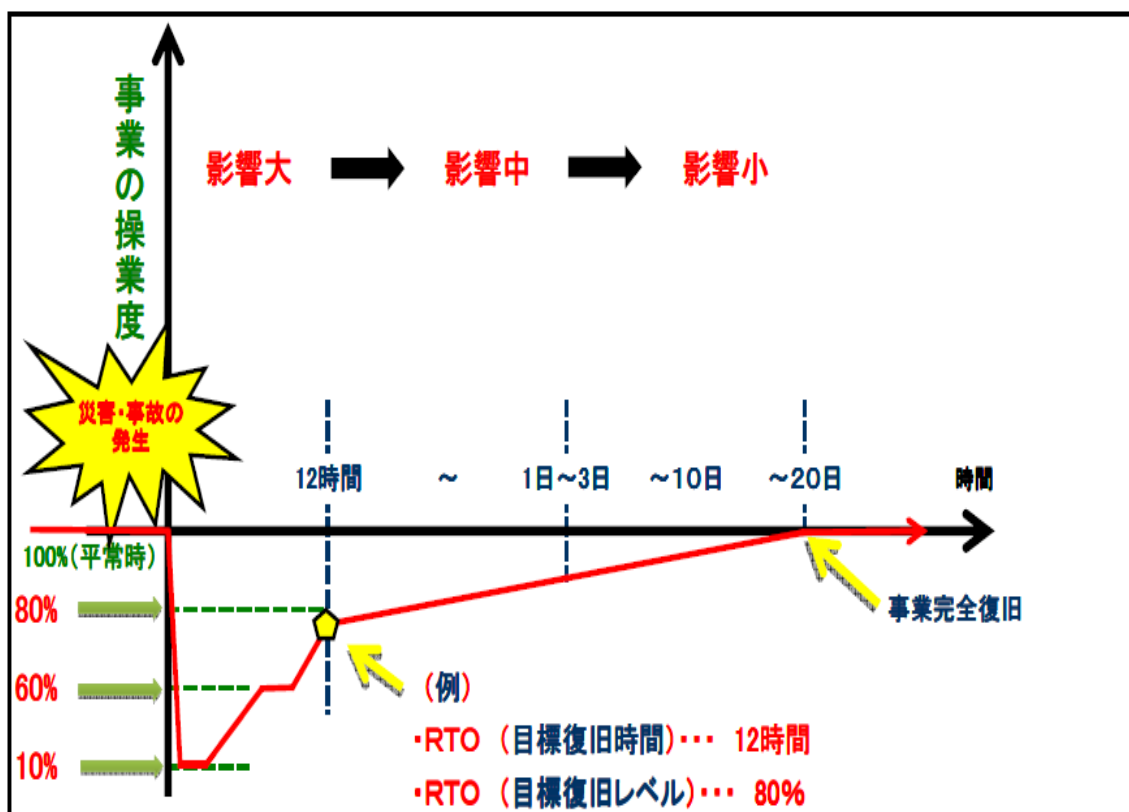 事業の操業度
影響大
影響中
影響小
災害・事故の
発生
12時間
～
1日～3日
～10日
～20日
時間
100%(平常時)
80%
60%
10%
事業完全復旧
(例)
・RTO (目標復旧時間)・・・ 12時間
・RTO (目標復旧レベル)・・・ 80%